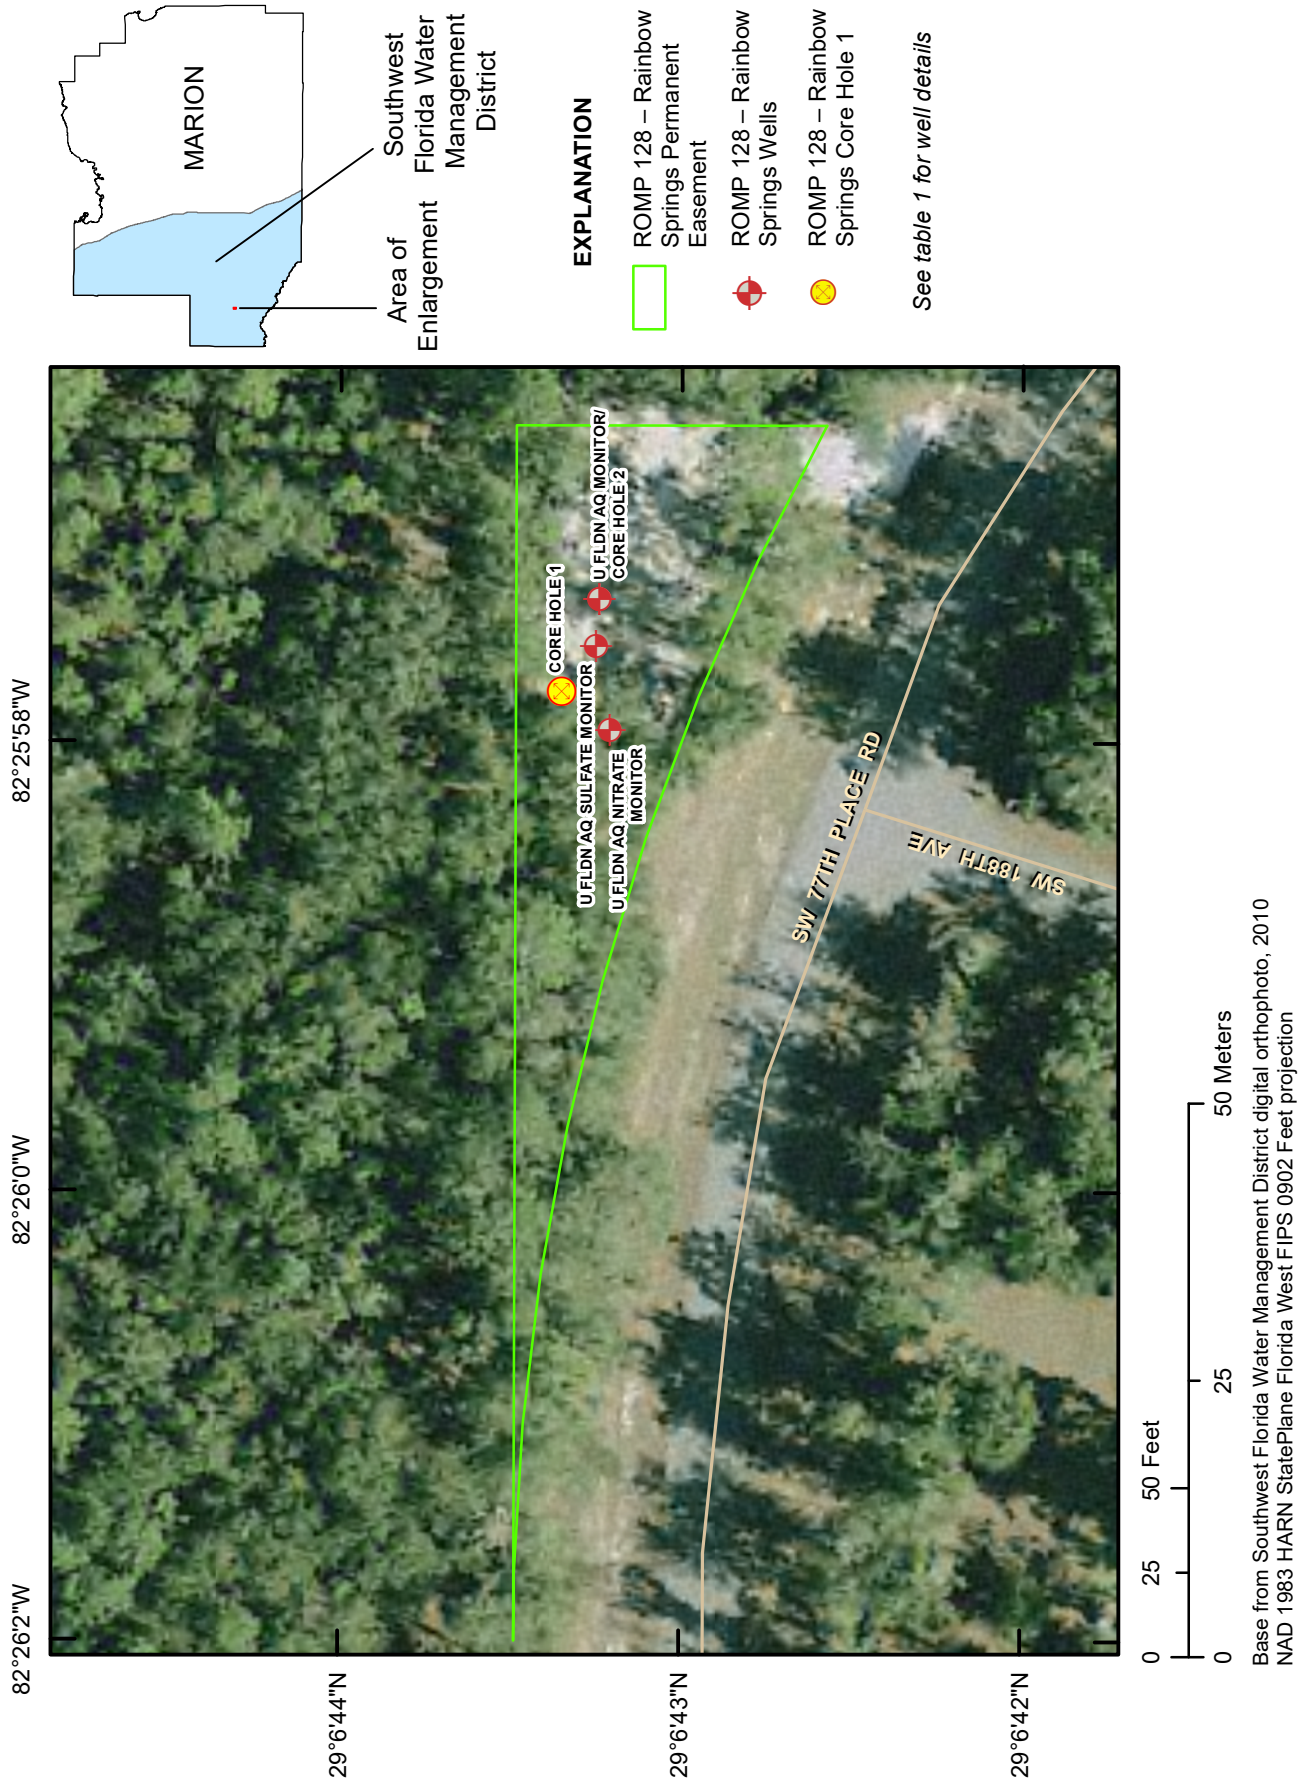 82°26'2"W
82°26'0"W
82°25'58"W
29°6'44"N
29°6'43"N
29°6'42"N
CORE HOLE 1
U FLDN AQ MONITOR/
CORE HOLE 2
U FLDN AQ SULFATE MONITOR
U FLDN AQ NITRATE
MONITOR
SW 77TH PLACE RD
SW 188TH AVE
MARION
Southwest
Florida Water
Management
District
Area of
Enlargement
EXPLANATION
ROMP 128 – Rainbow
Springs Permanent
Easement
ROMP 128 – Rainbow
Springs Wells
ROMP 128 – Rainbow
Springs Core Hole 1
See table 1 for well details
0 25 50 Feet
0 25 50 Meters
Base from Southwest Florida Water Management District digital orthophoto, 2010
NAD 1983 HARN StatePlane Florida West FIPS 0902 Feet projection